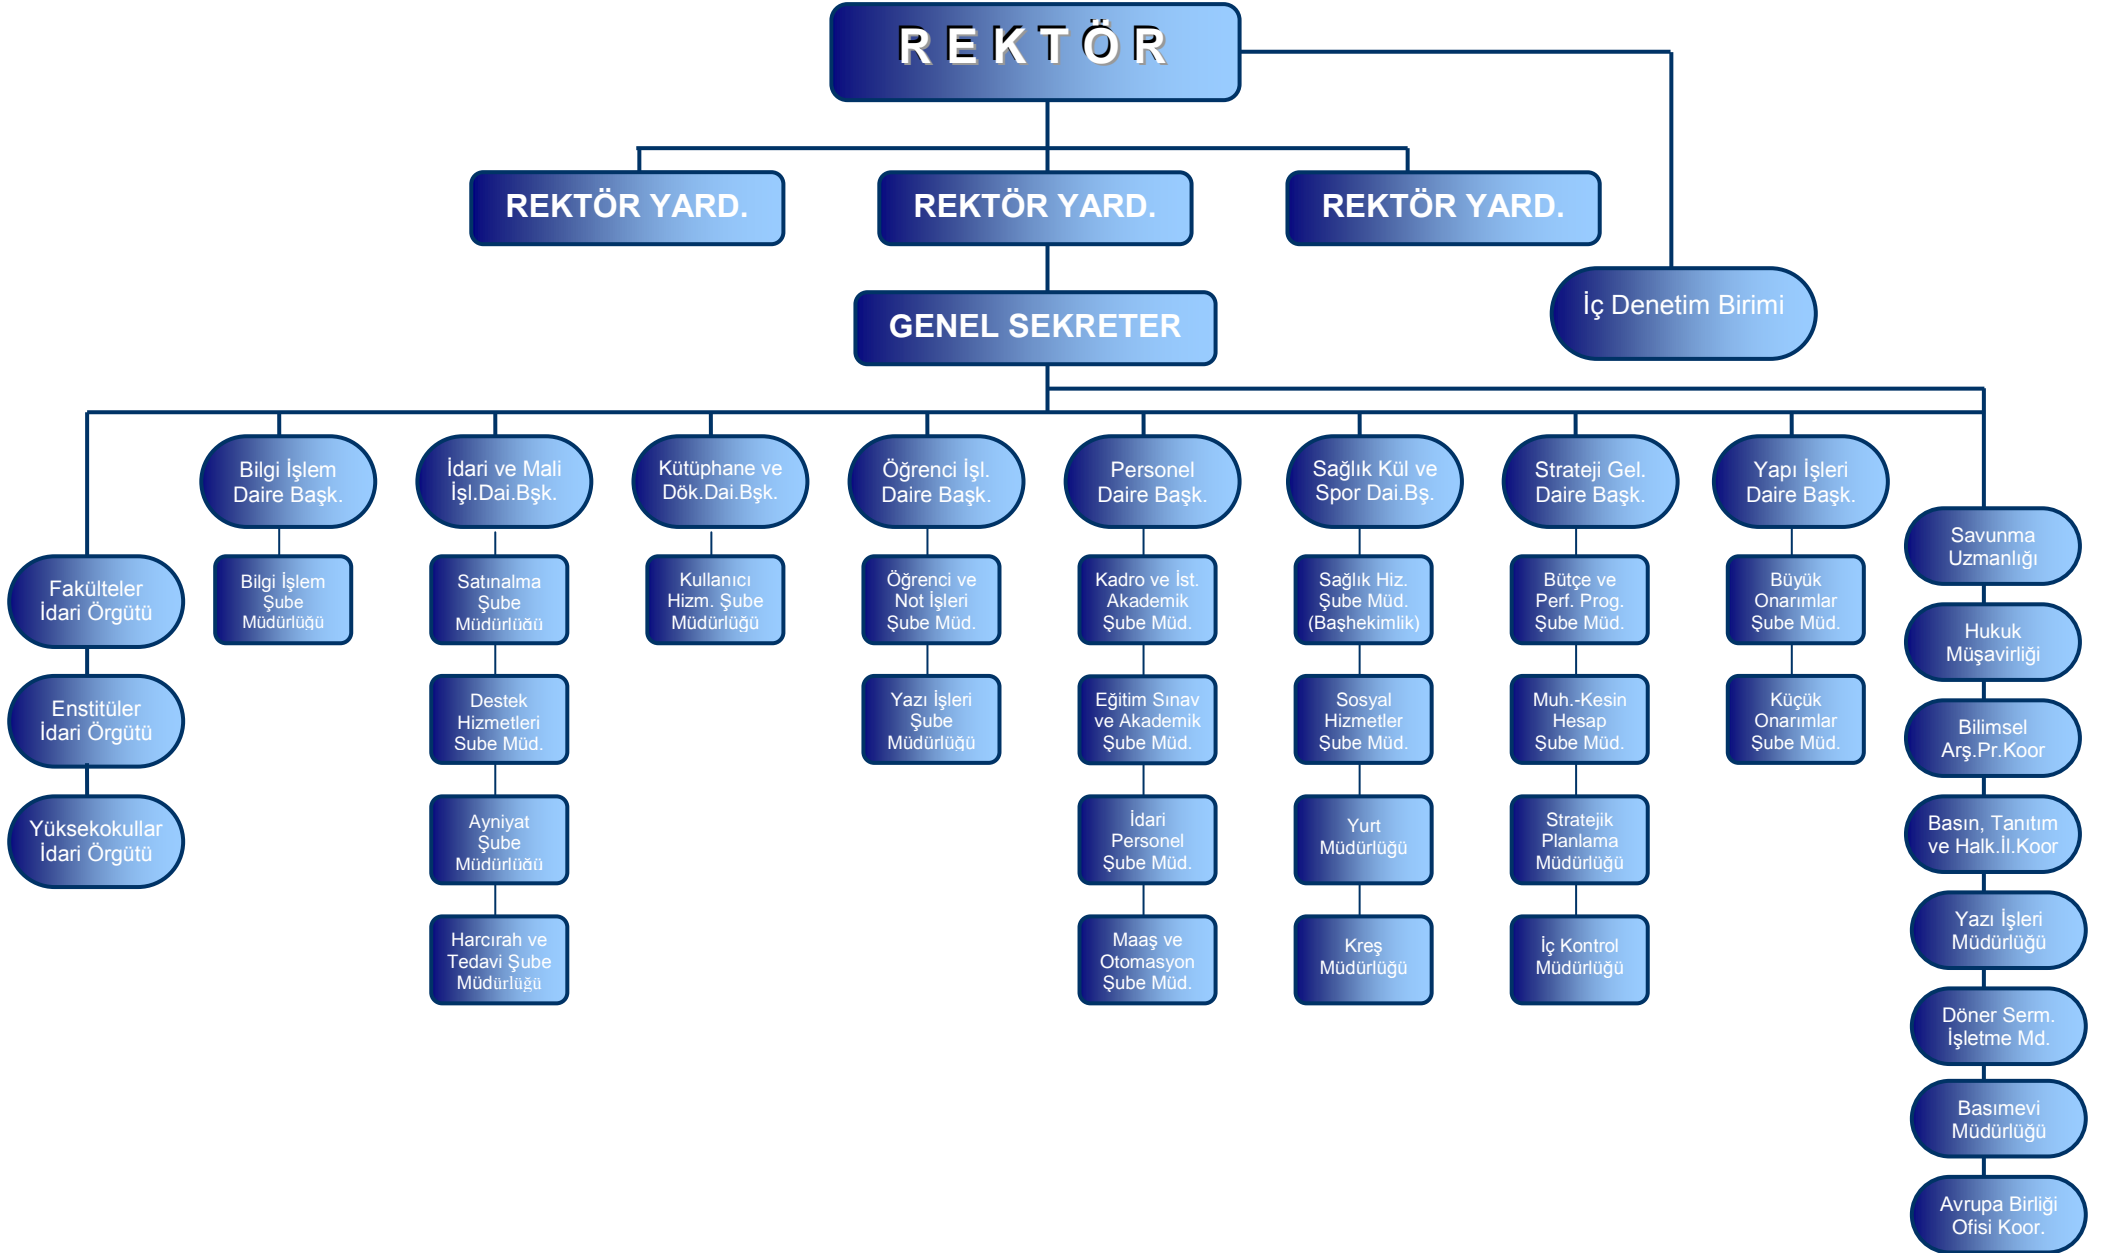 R E K T Ö R
REKTÖR YARD.
REKTÖR YARD.
REKTÖR YARD.
İç Denetim Birimi
GENEL SEKRETER
Fakülteler
İdari Örgütü
Enstitüler
İdari Örgütü
Yüksekokullar
İdari Örgütü
Bilgi İşlem
Daire Başk.
Bilgi İşlem
Şube
Müdürlüğü
İdari ve Mali
İşl.Dai.Bşk.
Satınalma
Şube
Müdürlüğü
Destek
Hizmetleri
Sube Müd.
Ayniyat
Şube
Müdürlüğü
Harcırah ve
Tedavi Şube
Müdürlüğü
Kütüphane ve
Dök.Dai.Bşk.
Kullanıcı
Hizm. Şube
Müdürlüğü
Öğrenci İşl.
Daire Başk.
Öğrenci ve
Not İşleri
Şube Müd.
Yazı İşleri
Şube
Müdürlüğü
Personel
Daire Başk.
Kadro ve İst.
Akademik
Şube Müd.
Eğitim Sınav
ve Akademik
Şube Müd.
İdari
Personel
Şube Müd.
Maaş ve
Otomasyon
Şube Müd.
Sağlık Kül ve
Spor Dai.Bş.
Sağlık Hiz.
Şube Müd.
(Başhekimlik)
Sosyal
Hizmetler
Şube Müd.
Yurt
Müdürlüğü
Kreş
Müdürlüğü
Strateji Gel.
Daire Başk.
Bütçe ve
Perf. Prog.
Şube Müd.
Muh.-Kesin
Hesap
Şube Müd.
Stratejik
Planlama
Müdürlüğü
İç Kontrol
Müdürlüğü
Yapı İşleri
Daire Başk.
Büyük
Onarımlar
Şube Müd.
Küçük
Onarımlar
Şube Müd.
Savunma
Uzmanlığı
Hukuk
Müşavirliği
Bilimsel
Arş.Pr.Koor
Basın, Tanıtım
ve Halk.İl.Koor
Yazı İşleri
Müdürlüğü
Döner Serm.
İşletme Md.
Basımevi
Müdürlüğü
Avrupa Birliği
Ofisi Koor.